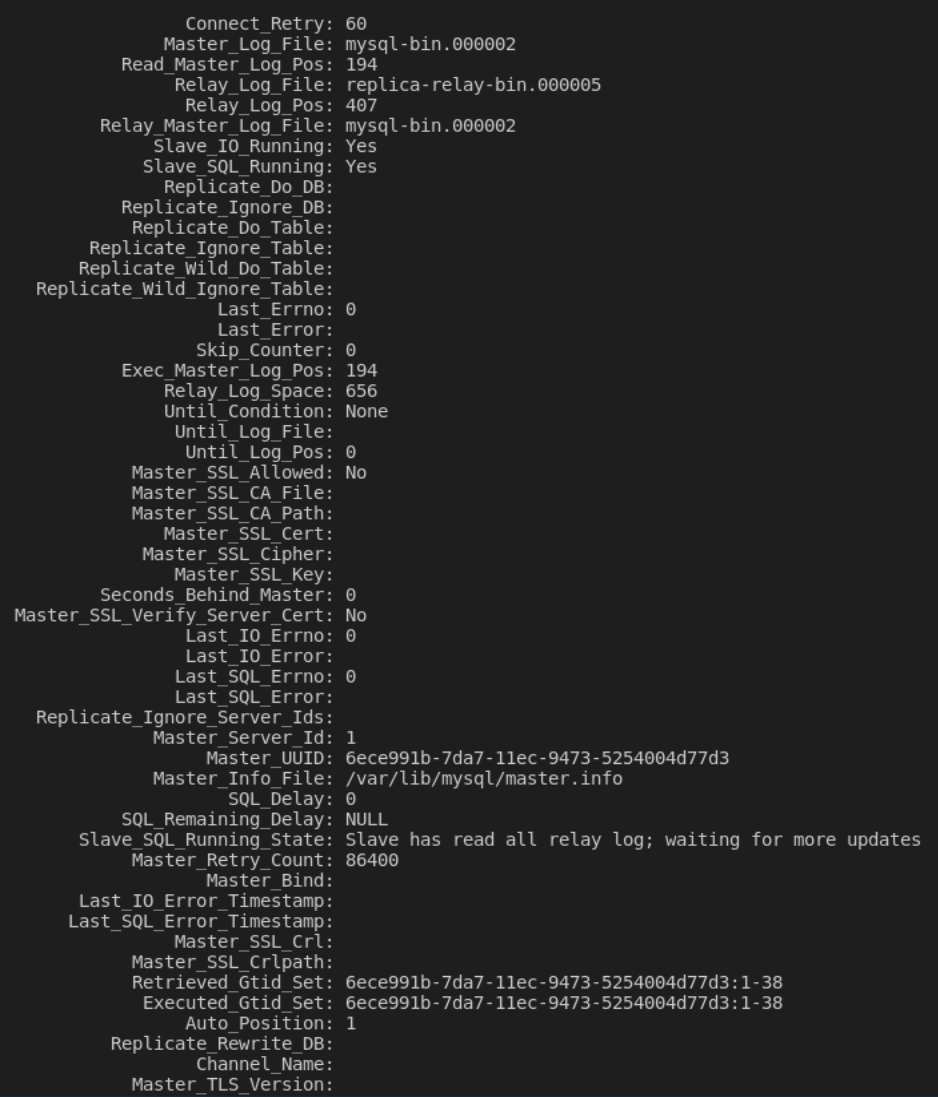 Connect_Retry: 60
Master_Log_File: mysql-bin.000002
Read_Master_Log_Pos: 194
Relay_Log_File: replica-relay-bin.000005
Relay_Log_Pos: 407
Relay_Master_Log_File: mysql-bin.000002
Slave_IO_Running: Yes
Slave_SQL_Running: Yes
Replicate_Do_DB:
Replicate_Ignore_DB:
Replicate_Do_Table:
Replicate_Ignore_Table:
Replicate_Wild_Do_Table:
Replicate_Wild_Ignore_Table:
Last_Errno: 0
Last_Error:
Skip_Counter: 0
Exec_Master_Log_Pos: 194
Relay_Log_Space: 656
Until_Condition: None
Until_Log_File:
Until_Log_Pos: 0
Master_SSL_Allowed: No
Master_SSL_CA_File:
Master_SSL_CA_Path:
Master_SSL_Cert:
Master_SSL_Cipher:
Master_SSL_Key:
Seconds_Behind_Master: 0
Master_SSL_Verify_Server_Cert: No
Last_IO_Errno: 0
Last_IO_Error:
Last_SQL_Errno: 0
Last_SQL_Error:
Replicate_Ignore_Server_Ids:
Master_Server_Id: 1
Master_UUID: 6ece991b-7da7-11ec-9473-5254004d77d3
Master_Info_File: /var/lib/mysql/master.info
SQL_Delay: 0
SQL_Remaining_Delay: NULL
Slave_SQL_Running_State: Slave has read all relay log; waiting for more updates
Master_Retry_Count: 86400
Master_Bind:
Last_IO_Error_Timestamp:
Last_SQL_Error_Timestamp:
Master_SSL_Crl:
Master_SSL_Crlpath:
Retrieved_Gtid_Set: 6ece991b-7da7-11ec-9473-5254004d77d3:1-38
Executed_Gtid_Set: 6ece991b-7da7-11ec-9473-5254004d77d3:1-38
Auto_Position: 1
Replicate_Rewrite_DB:
Channel_Name:
Master_TLS_Version: